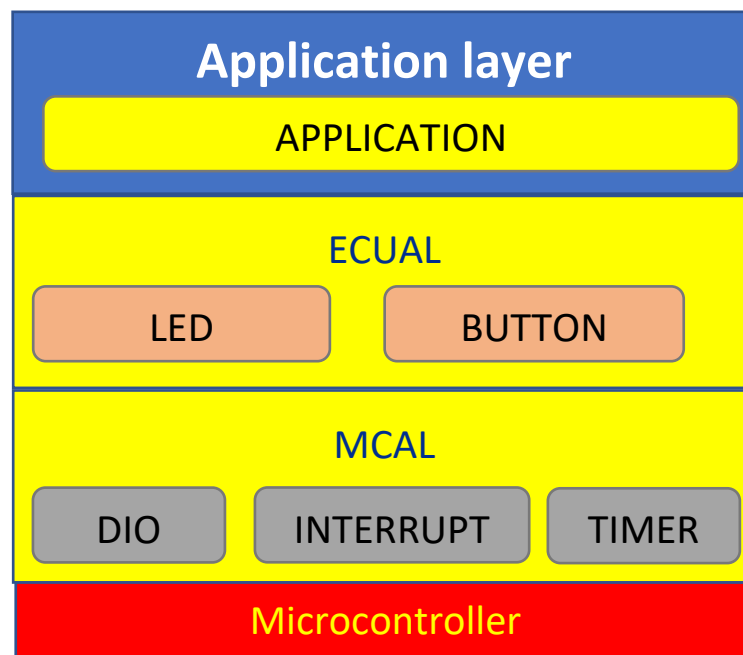 Application layer
APPLICATION
ECUAL
LED BUTTON
MCAL
DIO INTERRUPT TIMER
Microcontroller